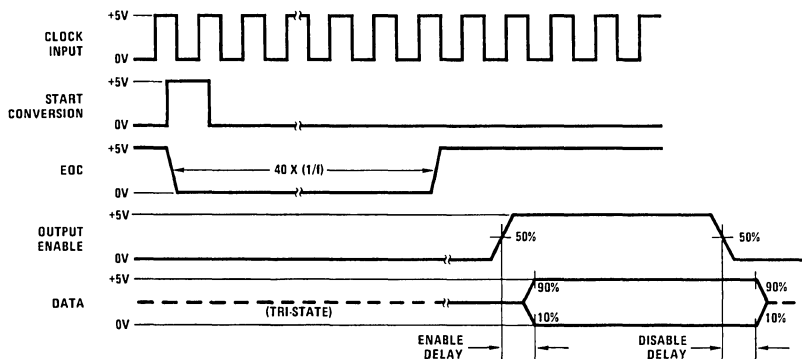 +5V
CLOCK
INPUT
0V
+5V
START
CONVERSION
0V
+5V
EOC
40 X (1/f)
0V
+5V
OUTPUT
ENABLE
50%
50%
0V
+5V
DATA
90%
90%
(TRI-STATE)
10%
10%
0V
ENABLE
DELAY
DISABLE
DELAY